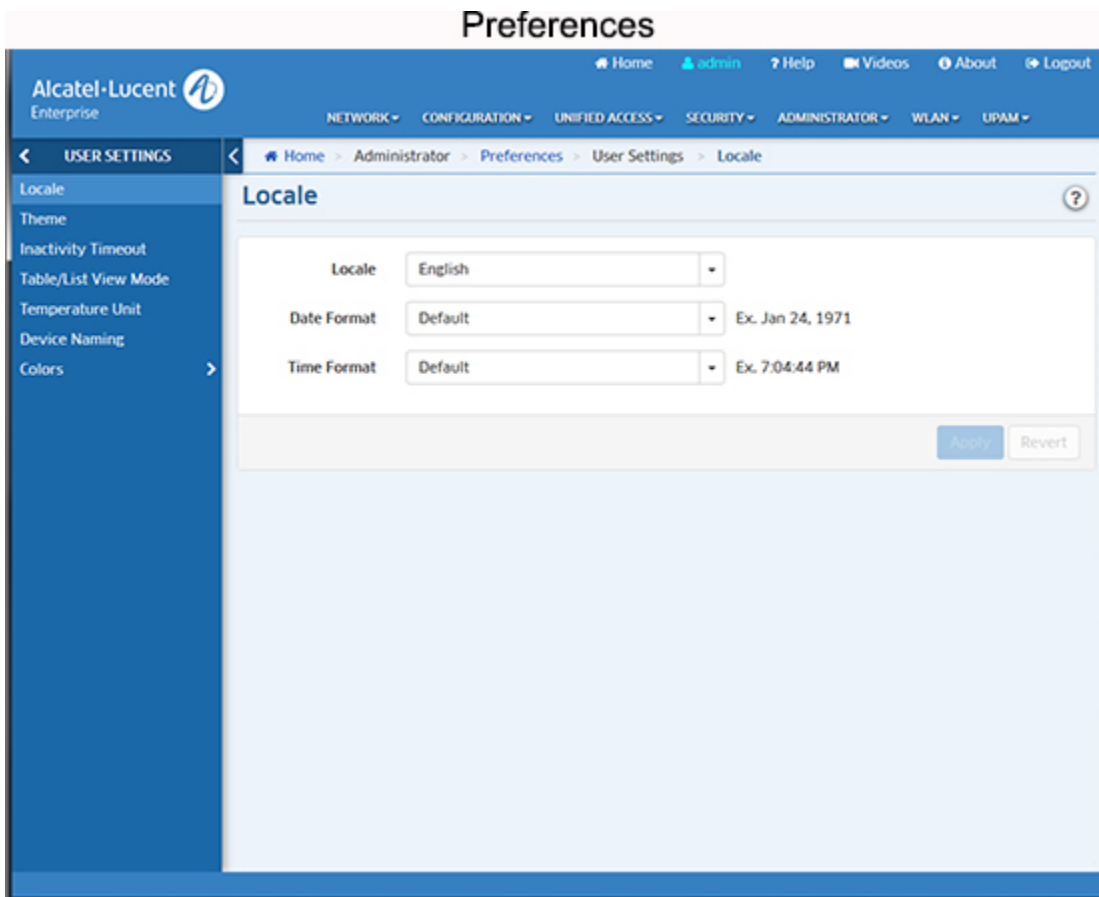 Preferences
Home admin ? Help Videos About Logout
Alcatel·Lucent
Enterprise
NETWORK CONFIGURATION UNIFIED ACCESS SECURITY ADMINISTRATOR WLAN UPAM
USER SETTINGS
Home > Administrator > Preferences > User Settings > Locale
Locale
Theme
Inactivity Timeout
Table/List View Mode
Temperature Unit
Device Naming
Colors
Locale
?
Locale English
Date Format Default Ex. Jan 24, 1971
Time Format Default Ex. 7:04:44 PM
Apply Revert